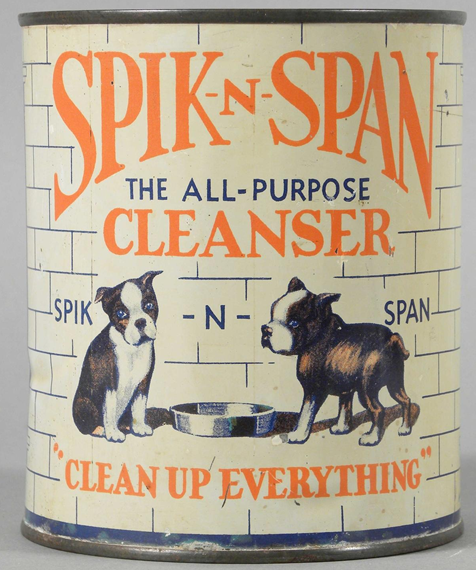 SPIK-N-SPAN
THE ALL-PURPOSE
CLEANSER
SPIK -N- SPAN
"CLEAN UP EVERYTHING"